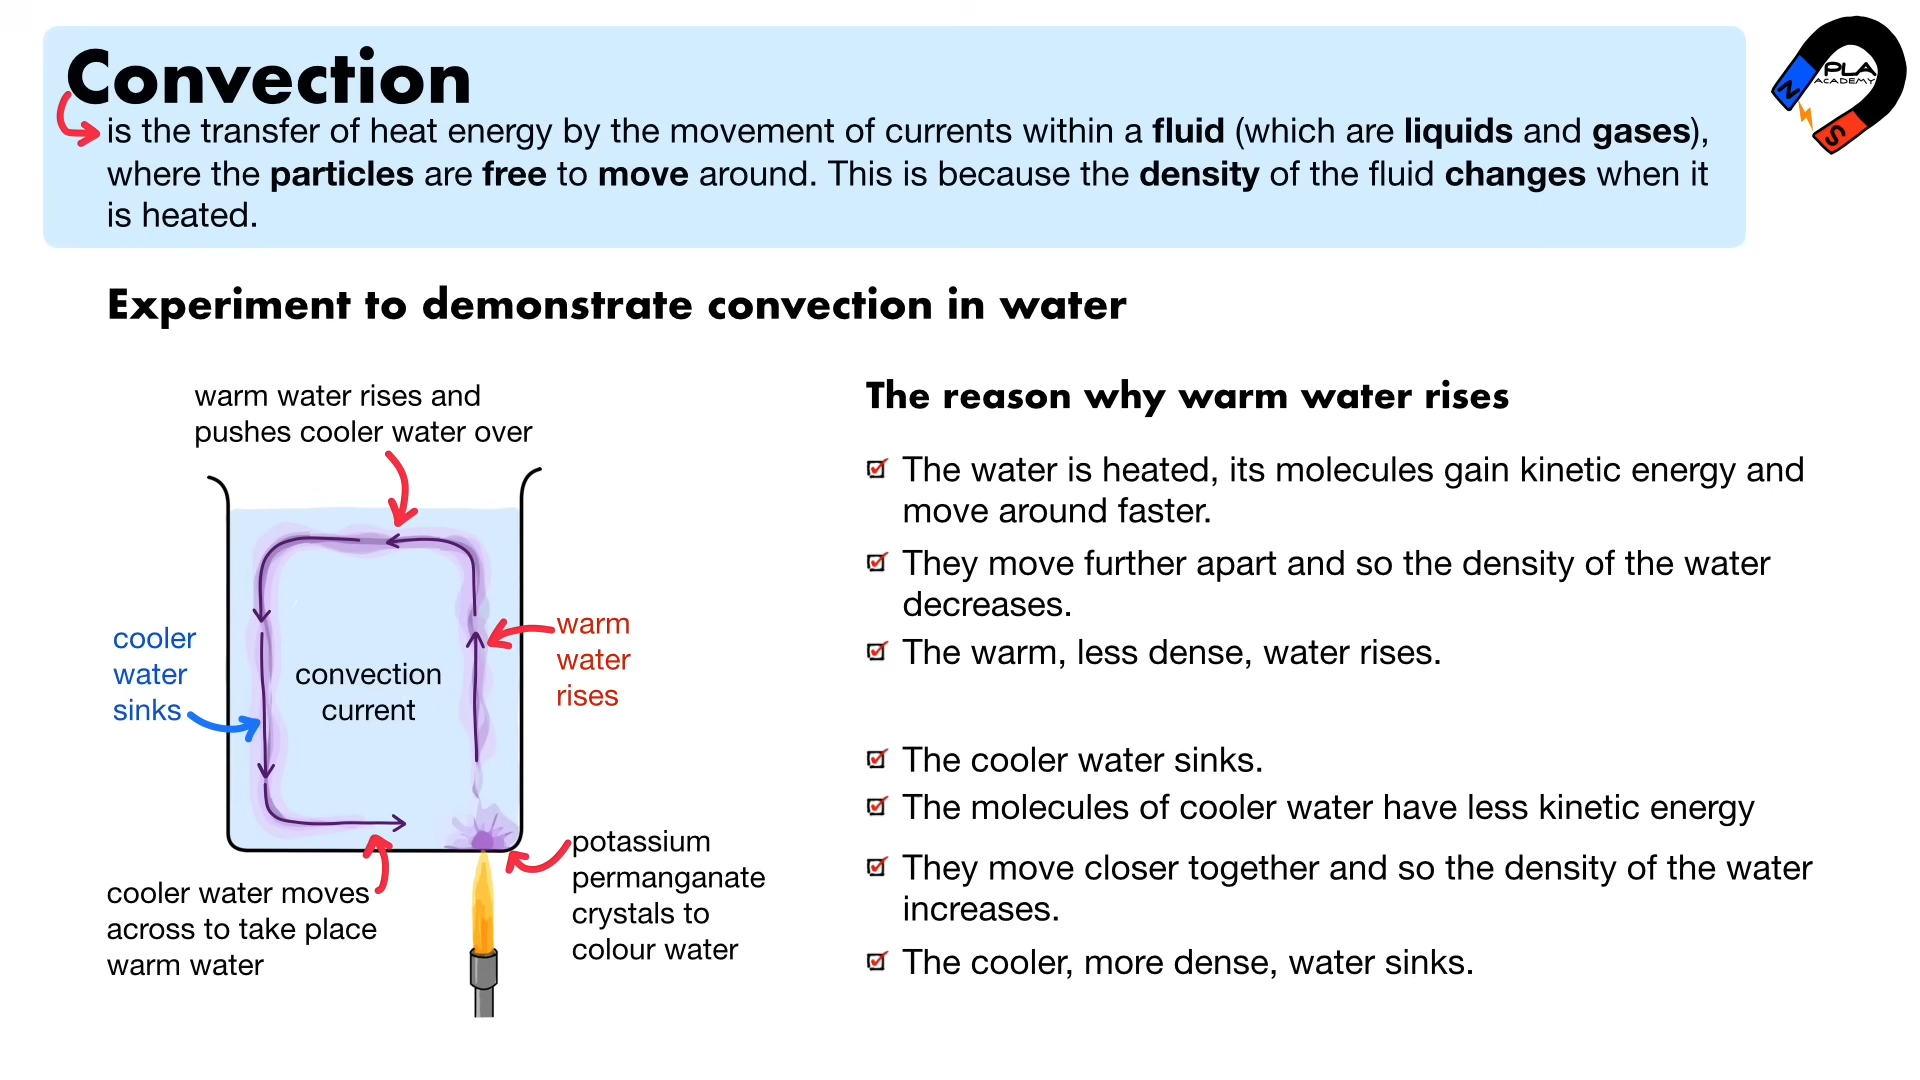 Convection
is the transfer of heat energy by the movement of currents within a fluid (which are liquids and gases),
where the particles are free to move around. This is because the density of the fluid changes when it
is heated.
PLA
ACADEMY
N
S
Experiment to demonstrate convection in water
warm water rises and
pushes cooler water over
cooler
water
sinks
convection
current
warm
water
rises
cooler water moves
across to take place
warm water
potassium
permanganate
crystals to
colour water
The reason why warm water rises
The water is heated, its molecules gain kinetic energy and
move around faster.
They move further apart and so the density of the water
decreases.
The warm, less dense, water rises.
The cooler water sinks.
The molecules of cooler water have less kinetic energy
They move closer together and so the density of the water
increases.
The cooler, more dense, water sinks.